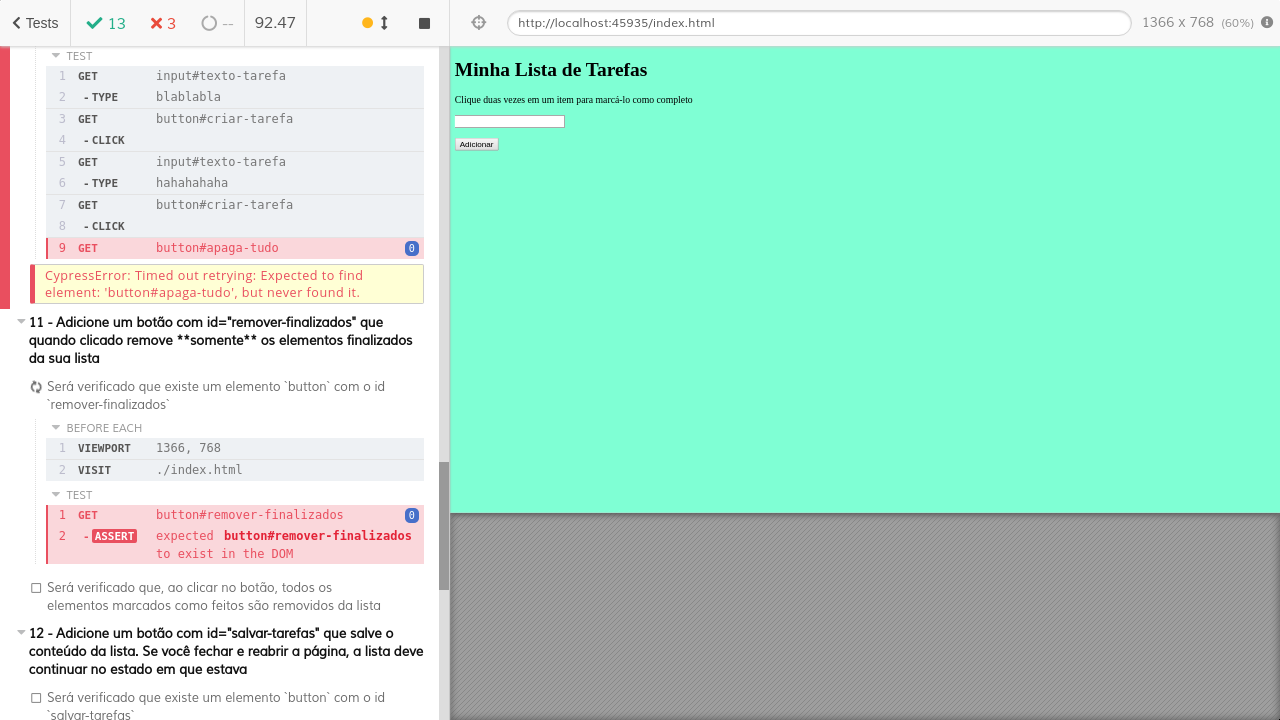 Tests
13
3
--
92.47
http://localhost:45935/index.html
1366 x 768 (60%)
TEST
1 GET input#texto-tarefa
2 - TYPE blablabla
3 GET button#criar-tarefa
4 - CLICK
5 GET input#texto-tarefa
6 - TYPE hahahahaha
7 GET button#criar-tarefa
8 - CLICK
9 GET button#apaga-tudo 0
CypressError: Timed out retrying: Expected to find
element: 'button#apaga-tudo', but never found it.
11 - Adicione um botão com id="remover-finalizados" que
quando clicado remove **somente** os elementos finalizados
da sua lista
Será verificado que existe um elemento `button` com o id
`remover-finalizados`
BEFORE EACH
1 VIEWPORT 1366, 768
2 VISIT ./index.html
TEST
1 GET button#remover-finalizados 0
2 - ASSERT expected button#remover-finalizados
to exist in the DOM
Será verificado que, ao clicar no botão, todos os
elementos marcados como feitos são removidos da lista
12 - Adicione um botão com id="salvar-tarefas" que salve o
conteúdo da lista. Se você fechar e reabrir a página, a lista deve
continuar no estado em que estava
Será verificado que existe um elemento `button` com o id
`salvar-tarefas`
Minha Lista de Tarefas
Clique duas vezes em um item para marcá-lo como completo
Adicionar